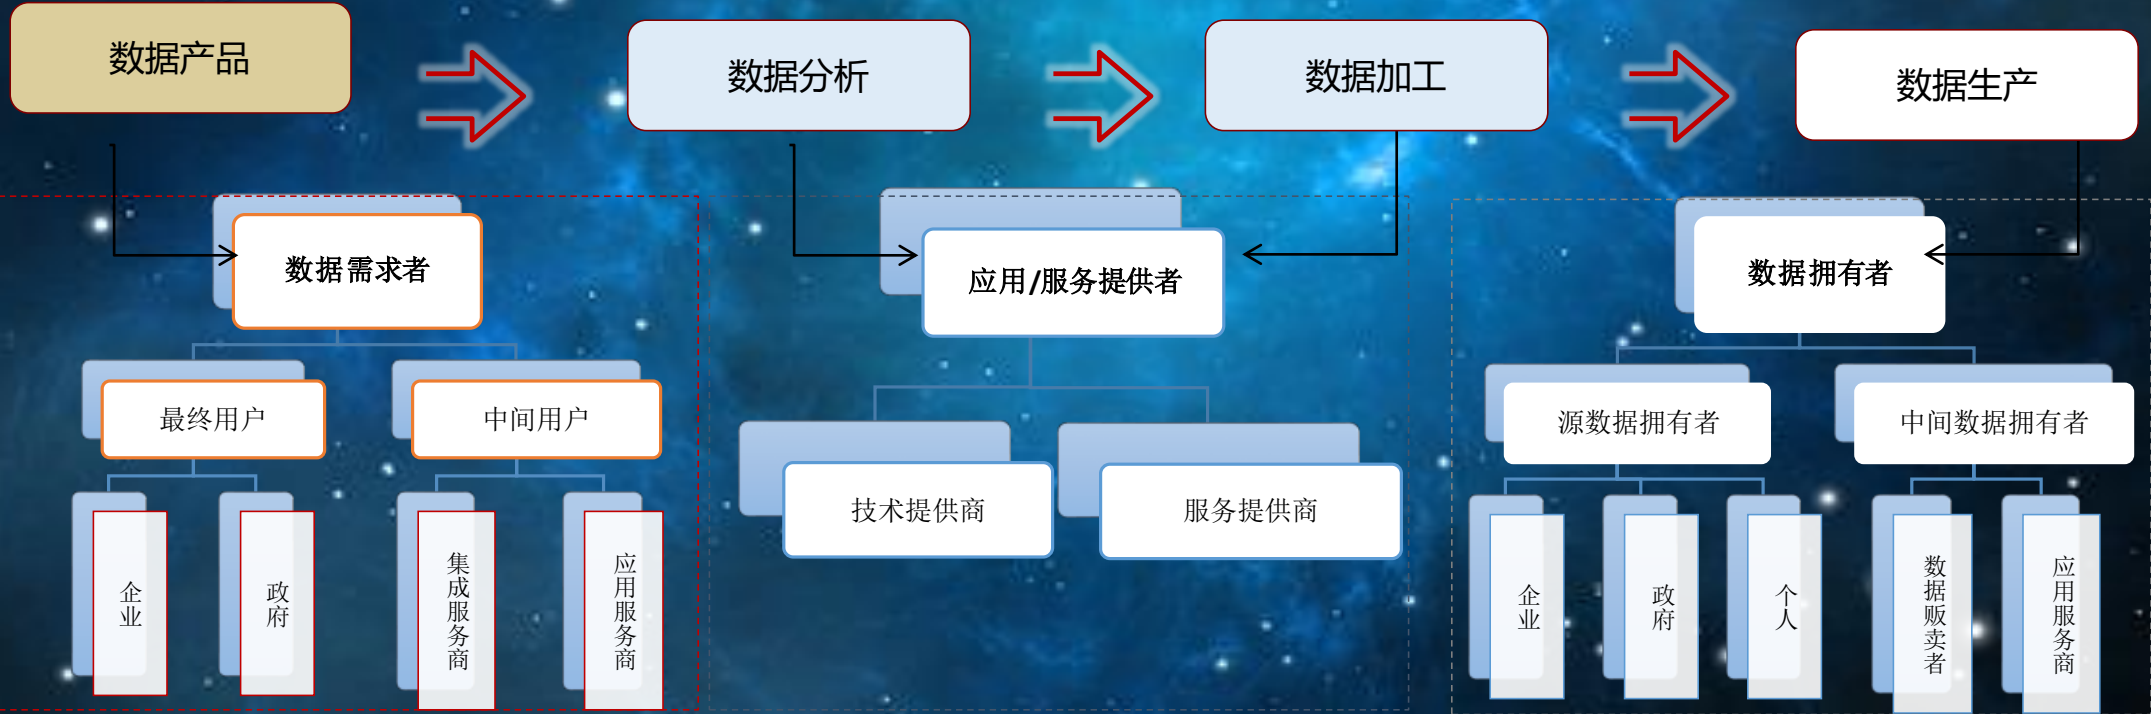 数据产品
数据分析
数据加工
数据生产
数据需求者
应用/服务提供者
数据拥有者
最终用户
中间用户
源数据拥有者
中间数据拥有者
技术提供商
服务提供商
企业
政府
集成服务商
应用服务商
企业
政府
个人
数据贩卖者
应用服务商